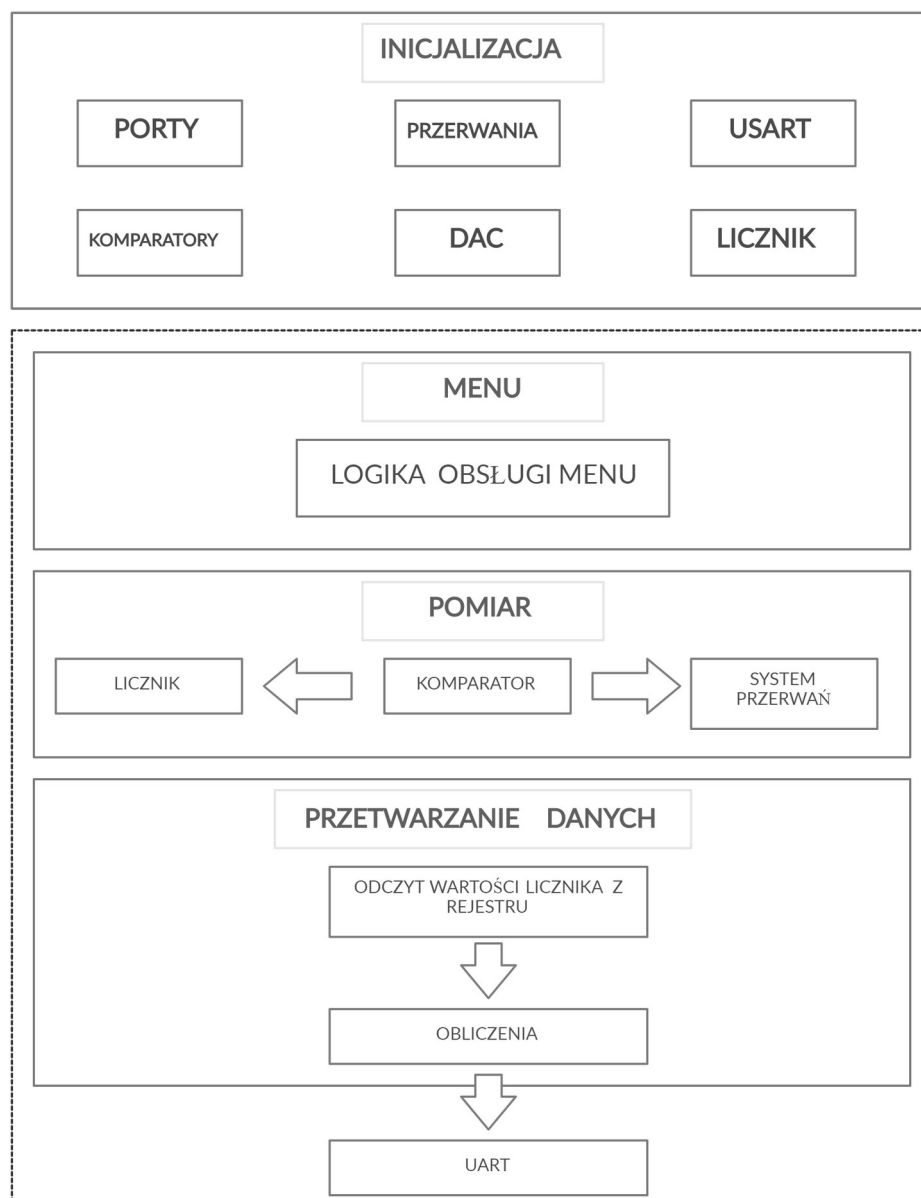 INICJALIZACJA
PORTY
PRZERWANIA
USART
KOMPARATORY
DAC
LICZNIK
MENU
LOGIKA OBSŁUGI MENU
POMIAR
LICZNIK
KOMPARATOR
SYSTEM
PRZERWAŃ
PRZETWARZANIE DANYCH
ODCZYT WARTOŚCI LICZNIKA Z
REJESTRU
OBLICZENIA
UART